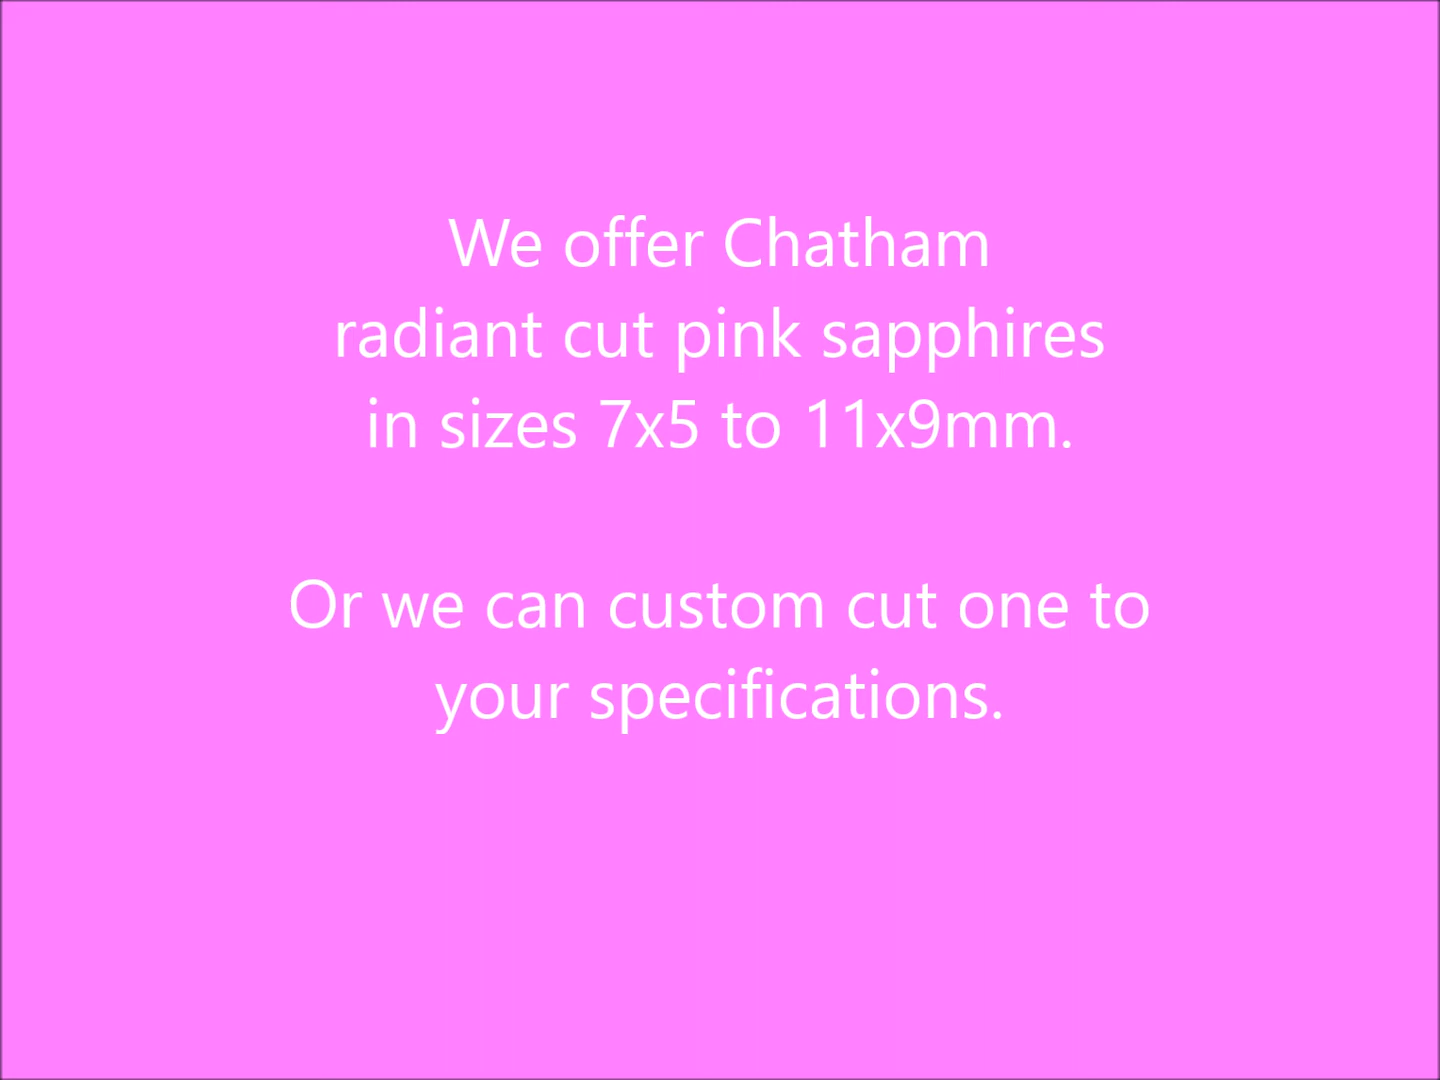 We offer Chatham
radiant cut pink sapphires
in sizes 7x5 to 11x9mm.
Or we can custom cut one to
your specifications.